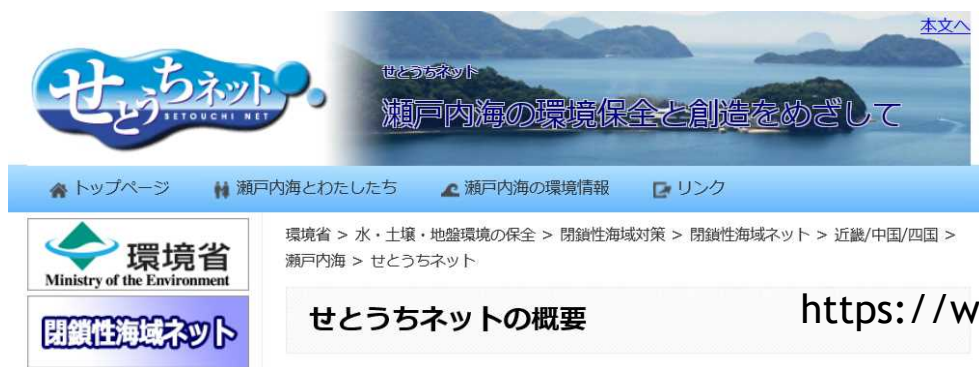 本文へ
せとうちネット
SETOUCHI NET
せとうちネット
瀬戸内海の環境保全と創造をめざして
トップページ 瀬戸内海とわたしたち 瀬戸内海の環境情報 リンク
環境省
Ministry of the Environment
閉鎖性海域ネット
環境省 > 水・土壌・地盤環境の保全 > 閉鎖性海域対策 > 閉鎖性海域ネット > 近畿/中国/四国 >
瀬戸内海 > せとうちネット
せとうちネットの概要
https://w